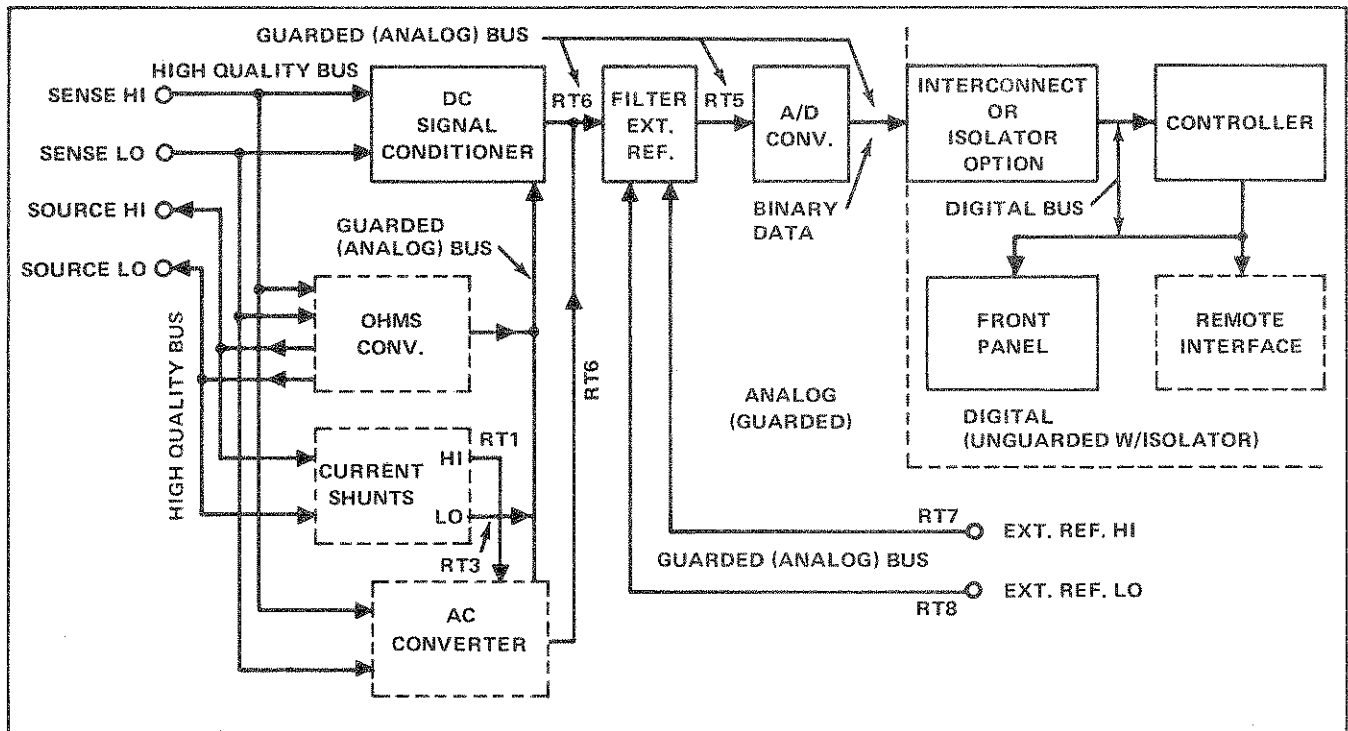 GUARDED (ANALOG) BUS
HIGH QUALITY BUS
SENSE HI
SENSE LO
SOURCE HI
SOURCE LO
DC
SIGNAL
CONDITIONER
RT6
FILTER
EXT.
REF.
RT5
A/D
CONV.
INTERCONNECT
OR
ISOLATOR
OPTION
CONTROLLER
BINARY
DATA
DIGITAL BUS
GUARDED
(ANALOG) BUS
OHMS
CONV.
HIGH QUALITY BUS
RT6
FRONT
PANEL
REMOTE
INTERFACE
ANALOG
(GUARDED)
DIGITAL
(UNGUARDED W/ISOLATOR)
CURRENT
SHUNTS
HI
LO
RT1
RT3
AC
CONVERTER
RT7
EXT. REF. HI
GUARDED (ANALOG) BUS
RT8
EXT. REF. LO